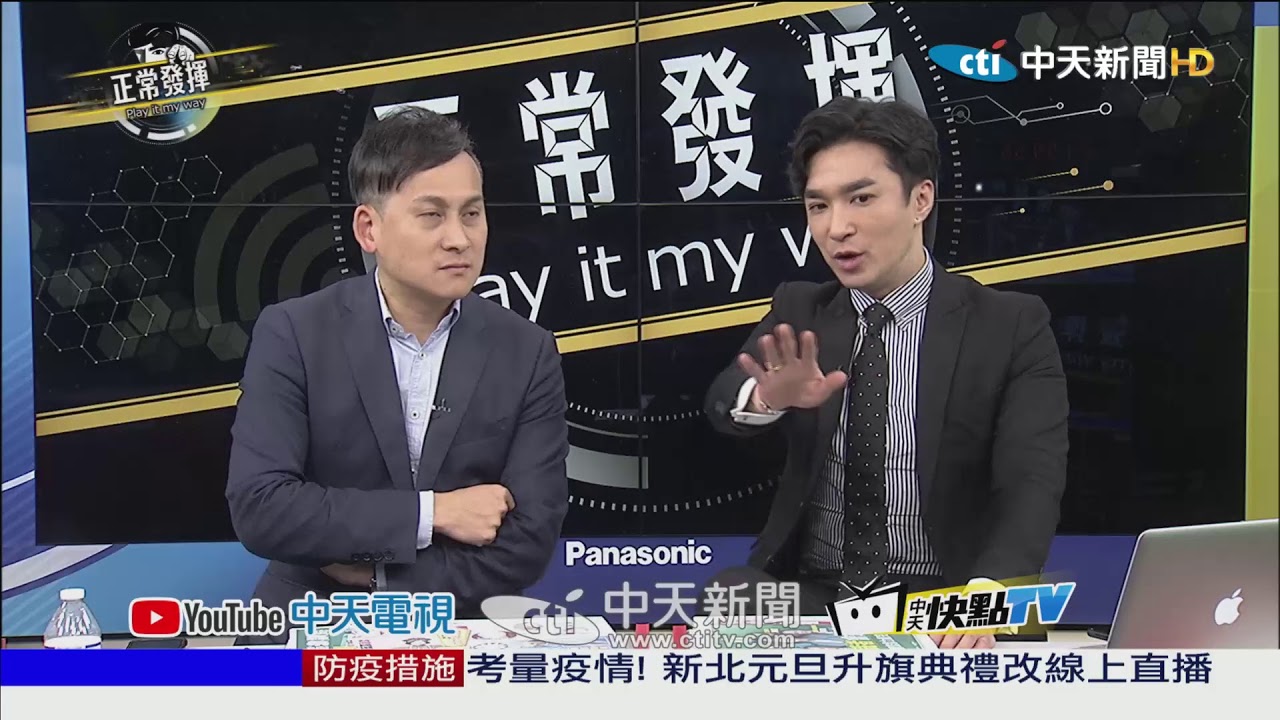 正常發揮
Play it my way
cti 中天新聞HD
正常發揮
Play it my w
Panasonic
YouTube 中天電視
cti 中天新聞
www.ctitv.com
中天快點TV
防疫措施 考量疫情! 新北元旦升旗典禮改線上直播